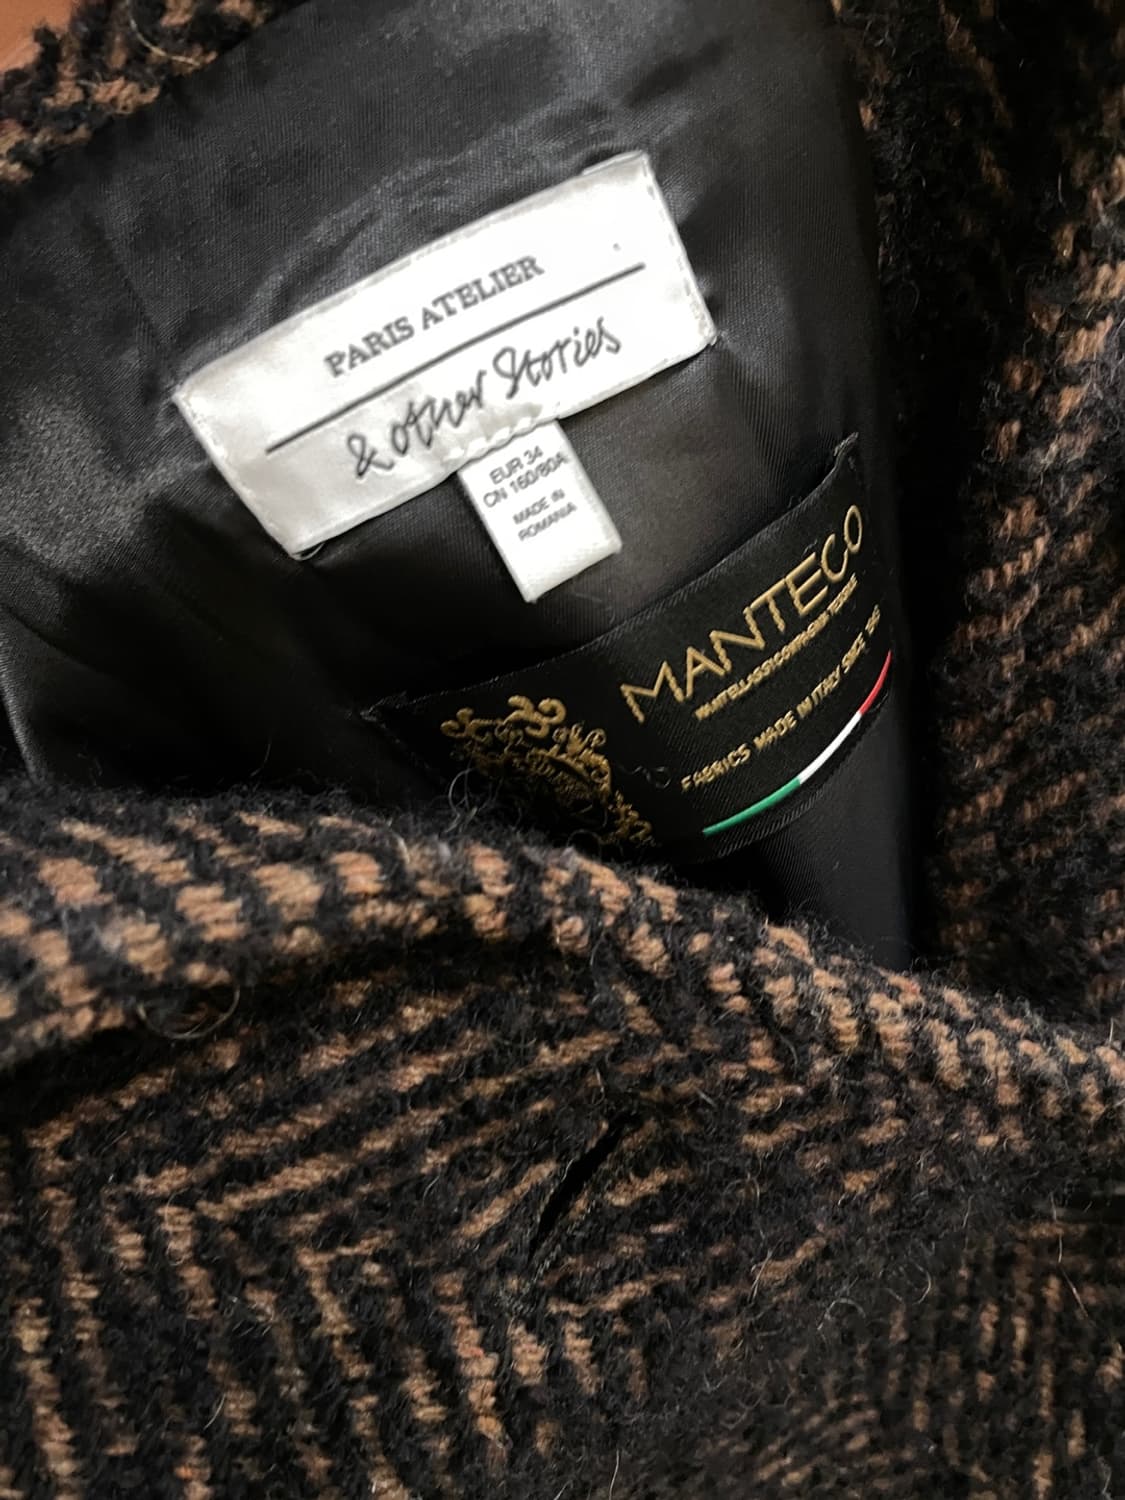 PARIS ATELIER
& other Stories
EUR 34
CN 160/80A
MADE IN
ROMANIA
MANTECO
FABRICS MADE IN ITALY SINCE